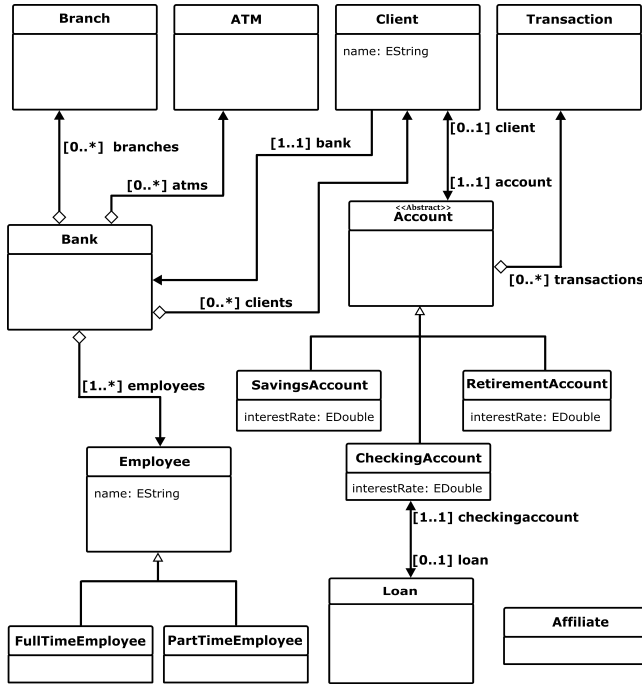 Branch
ATM
Client
Transaction
name: EString
[0..*] branches
[1..1] bank
[0..1] client
[0..*] atms
[1..1] account
<<Abstract>>
Account
Bank
[0..*] clients
[0..*] transactions
[1..*] employees
SavingsAccount
interestRate: EDouble
RetirementAccount
interestRate: EDouble
Employee
name: EString
CheckingAccount
interestRate: EDouble
[1..1] checkingaccount
[0..1] loan
Loan
Affiliate
FullTimeEmployee
PartTimeEmployee